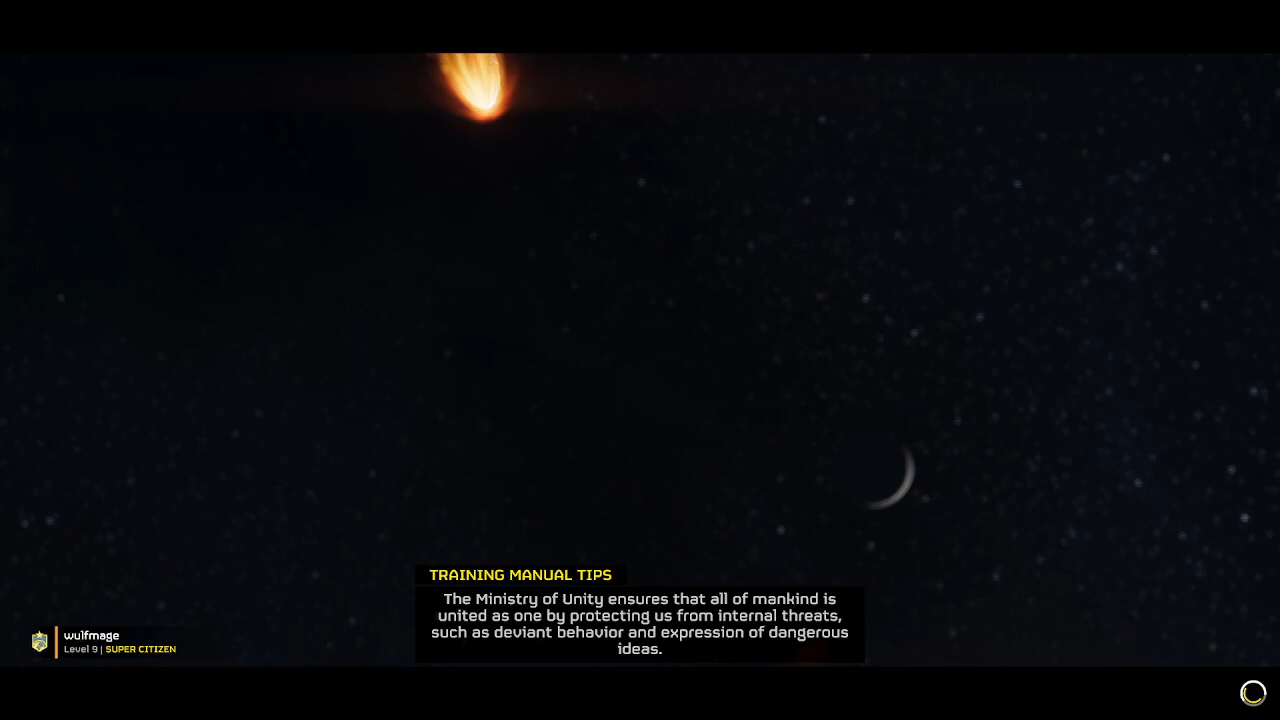 TRAINING MANUAL TIPS
The Ministry of Unity ensures that all of mankind is
united as one by protecting us from internal threats,
such as deviant behavior and expression of dangerous
ideas.
wulfmage
Level 9 | SUPER CITIZEN